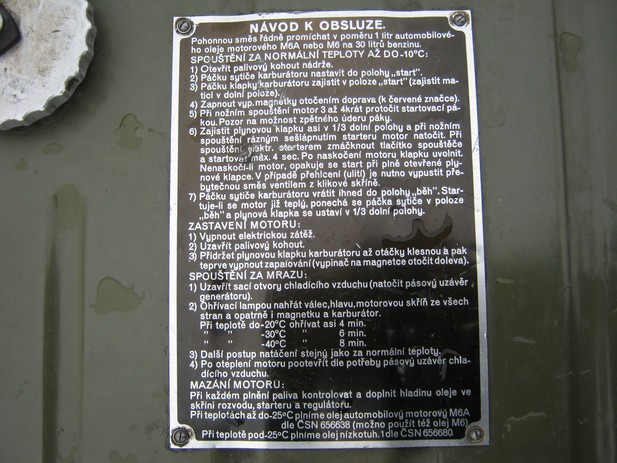 NÁVOD K OBSLUZE.
Pohonnou směs řádně promíchat v poměru 1 litr automobilové-
ho oleje motorového M6A nebo M6 na 30 litrů benzinu.
SPOUŠTĚNÍ ZA NORMÁLNÍ TEPLOTY AŽ DO-10°C:
1) Otevřít palivový kohout nádrže.
2) Páčku sytiče karburátoru nastavit do polohy „start".
3) Páčku klapky karburátoru zajistit v poloze „start" (zajistit ma-
tici v dolní poloze).
4) Zapnout vyp. magnetky otočením doprava (k červené značce).
5) Při nožním spouštění motor 3 až 4krát protočit startovací pá-
kou. Pozor na možnost zpětného úderu páky.
6) Zajistit plynovou klapku asi v 1/3 dolní polohy a při nožním
spouštění rázným sešlápnutím starteru motor natočit. Při
spouštění elektr. starterem zmáčknout tlačítko spouštěče
a startovat máx. 4 sec. Po naskočení motoru klapku uvolnit.
Nenaskočí-li motor, opakuje se start při plně otevřené ply-
nové klapce. V případě přehlcení (ulití) je nutno vypustit pře-
bytečnou směs ventilem z klikové skříně.
7) Páčku sytiče karburátoru vrátit ihned do polohy „běh". Star-
tuje-li se motor již teplý, ponechá se páčka sytiče v poloze
„běh" a plynová klapka se ustaví v 1/3 dolní polohy.
ZASTAVENÍ MOTORU:
1) Vypnout elektrickou zátěž.
2) Uzavřít palivový kohout.
3) Přidržet plynovou klapku karburátoru až otáčky klesnou a pak
teprve vypnout zapalování (vypinač na magnetce otočit doleva).
SPOUŠTĚNÍ ZA MRAZU:
1) Uzavřít sací otvory chladícího vzduchu (natočit pásový uzávěr
generátoru).
2) Ohřívací lampou nahřát válec, hlavu, motorovou skříň ze všech
stran a opatrně i magnetku a karburátor.
Při teplotě do -20°C ohřívat asi 4 min.
" " -30°C " 6 min.
" " -40°C " 8 min.
3) Další postup natáčení stejný jako za normální teploty.
4) Po oteplení motoru pootevřít dle potřeby pásový uzávěr chla-
dícího vzduchu.
MAZÁNÍ MOTORU:
Při každém plnění paliva kontrolovat a doplnit hladinu oleje ve
skříni rozvodu, starteru a regulátoru.
Při teplotách až do-25°C plníme olej automobilový motorový M6A
dle ČSN 656638 (možno použít též olej M6)
Při teplotě pod-25°C plníme olej nízkotuh. 1 dle ČSN 656680.